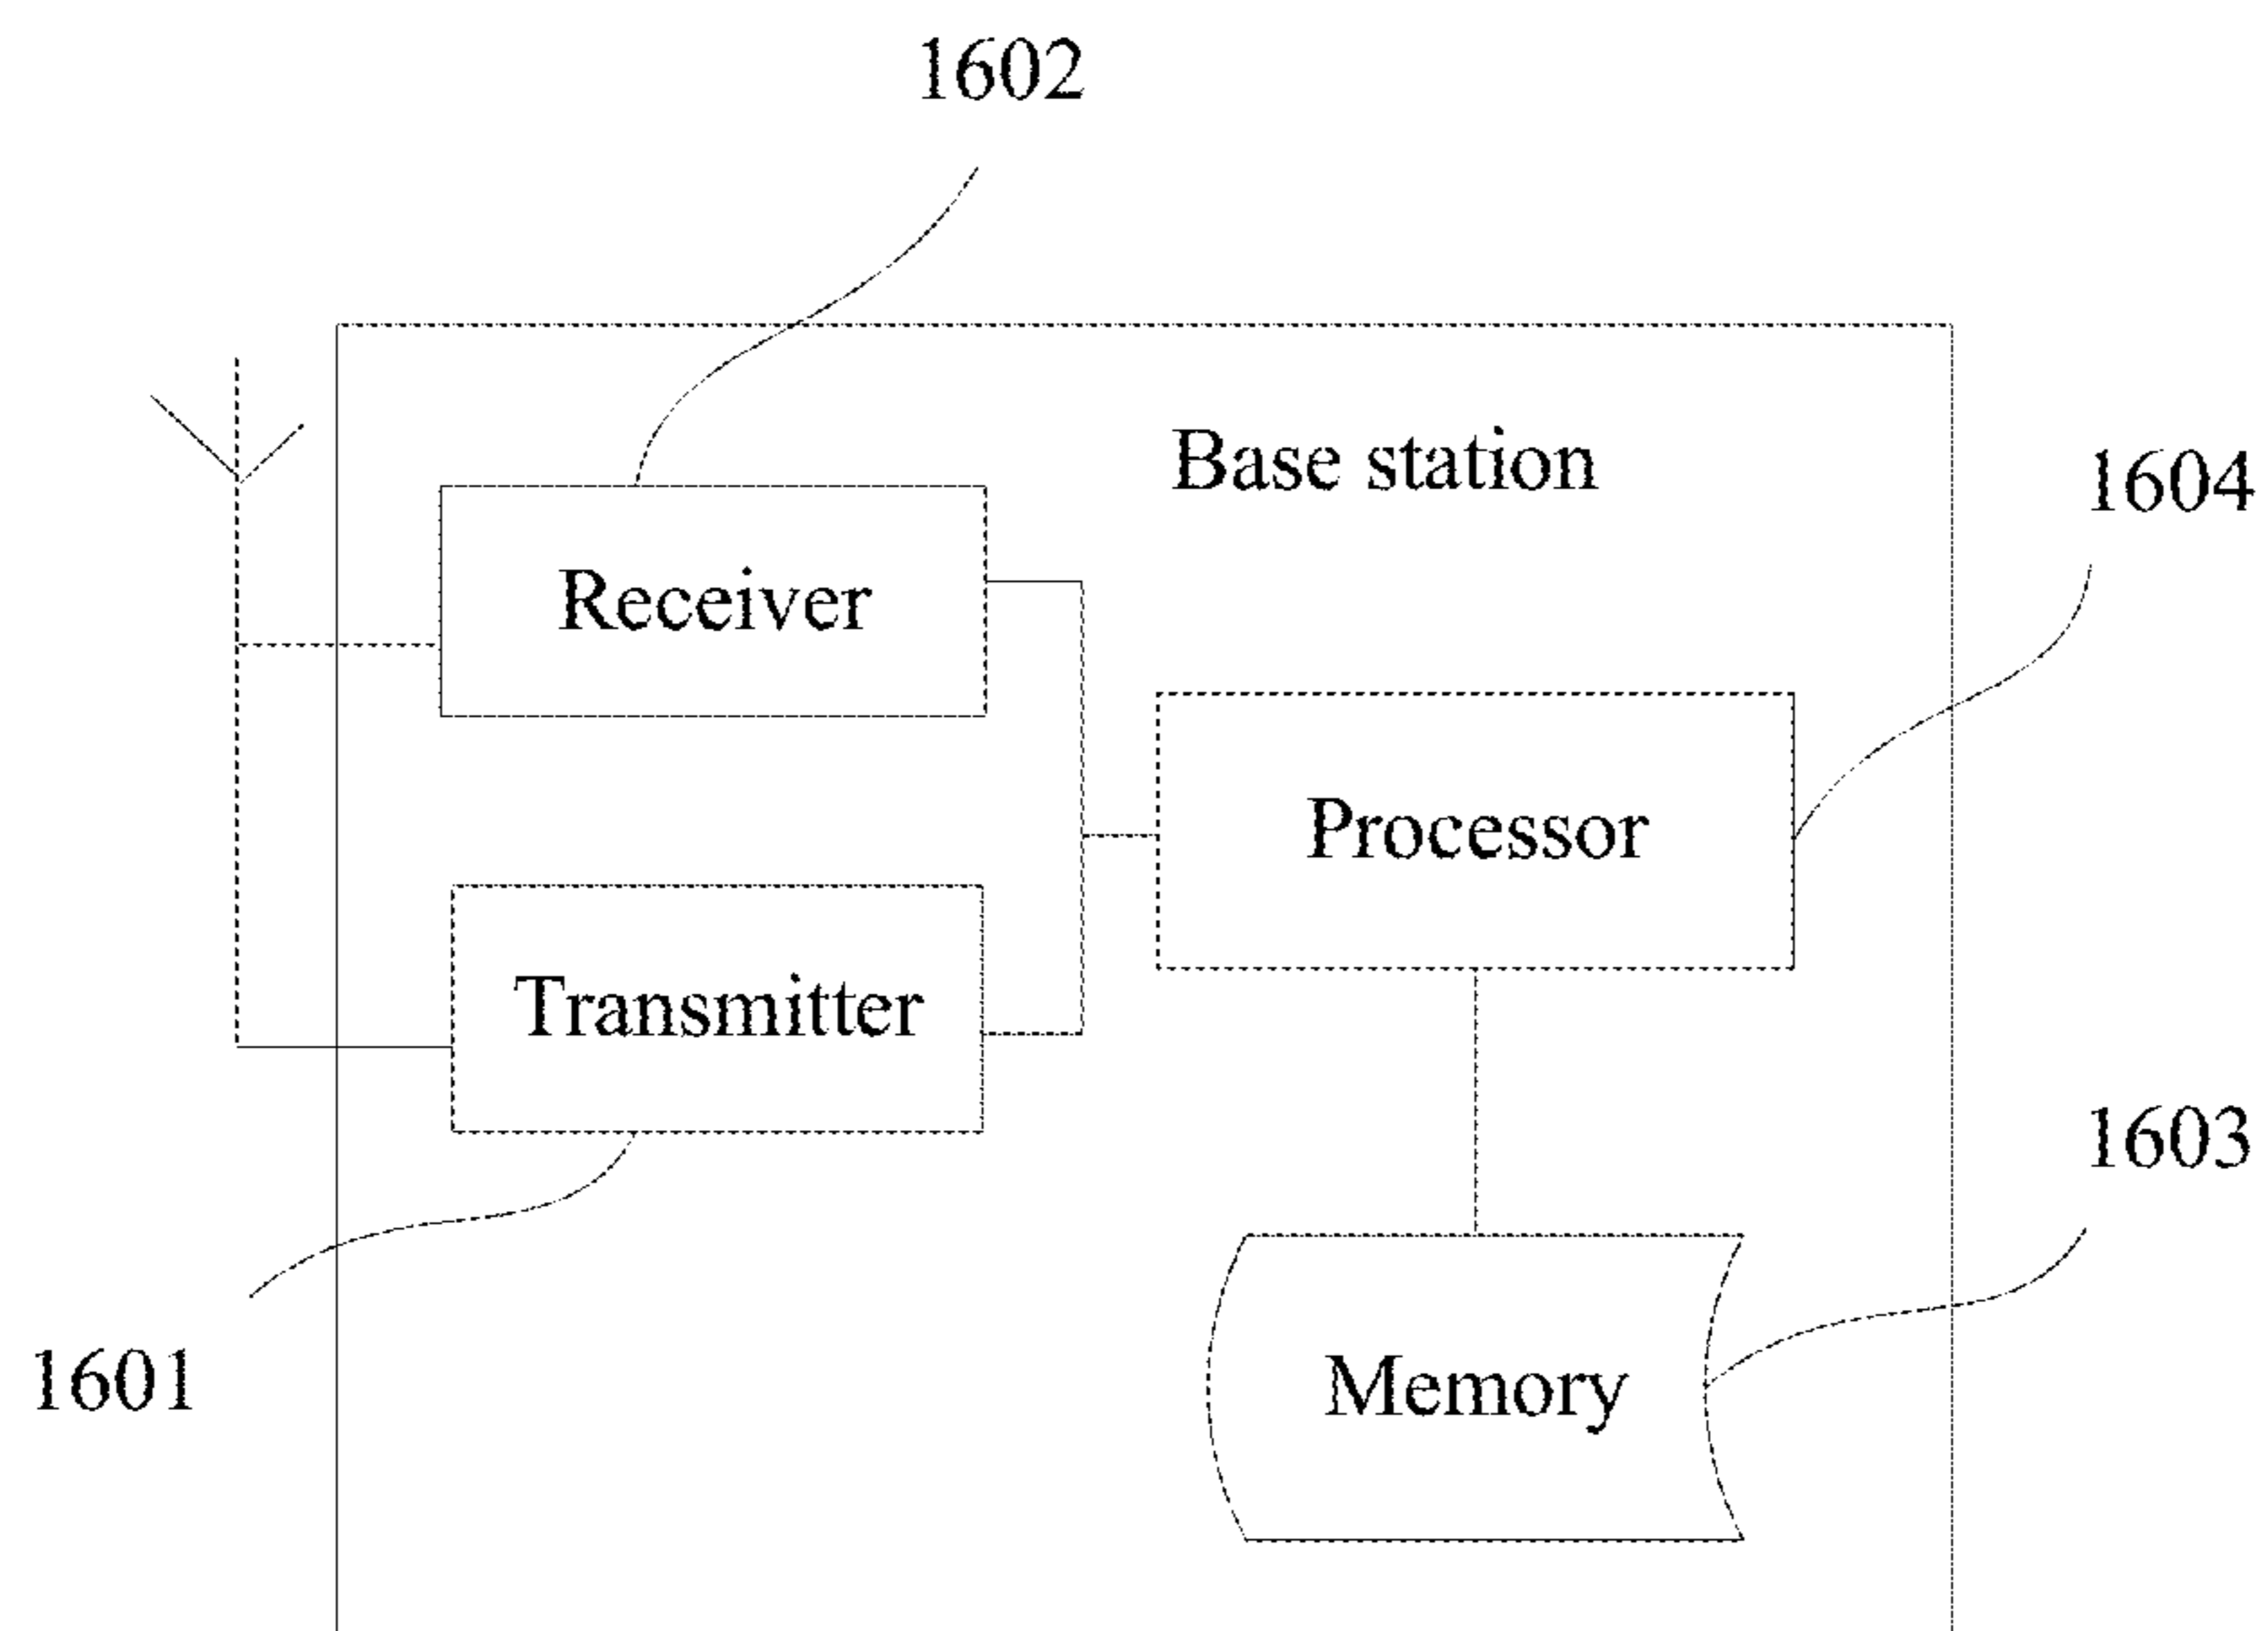 1602
Base station
1604
Receiver
Processor
Transmitter
1603
1601
Memory